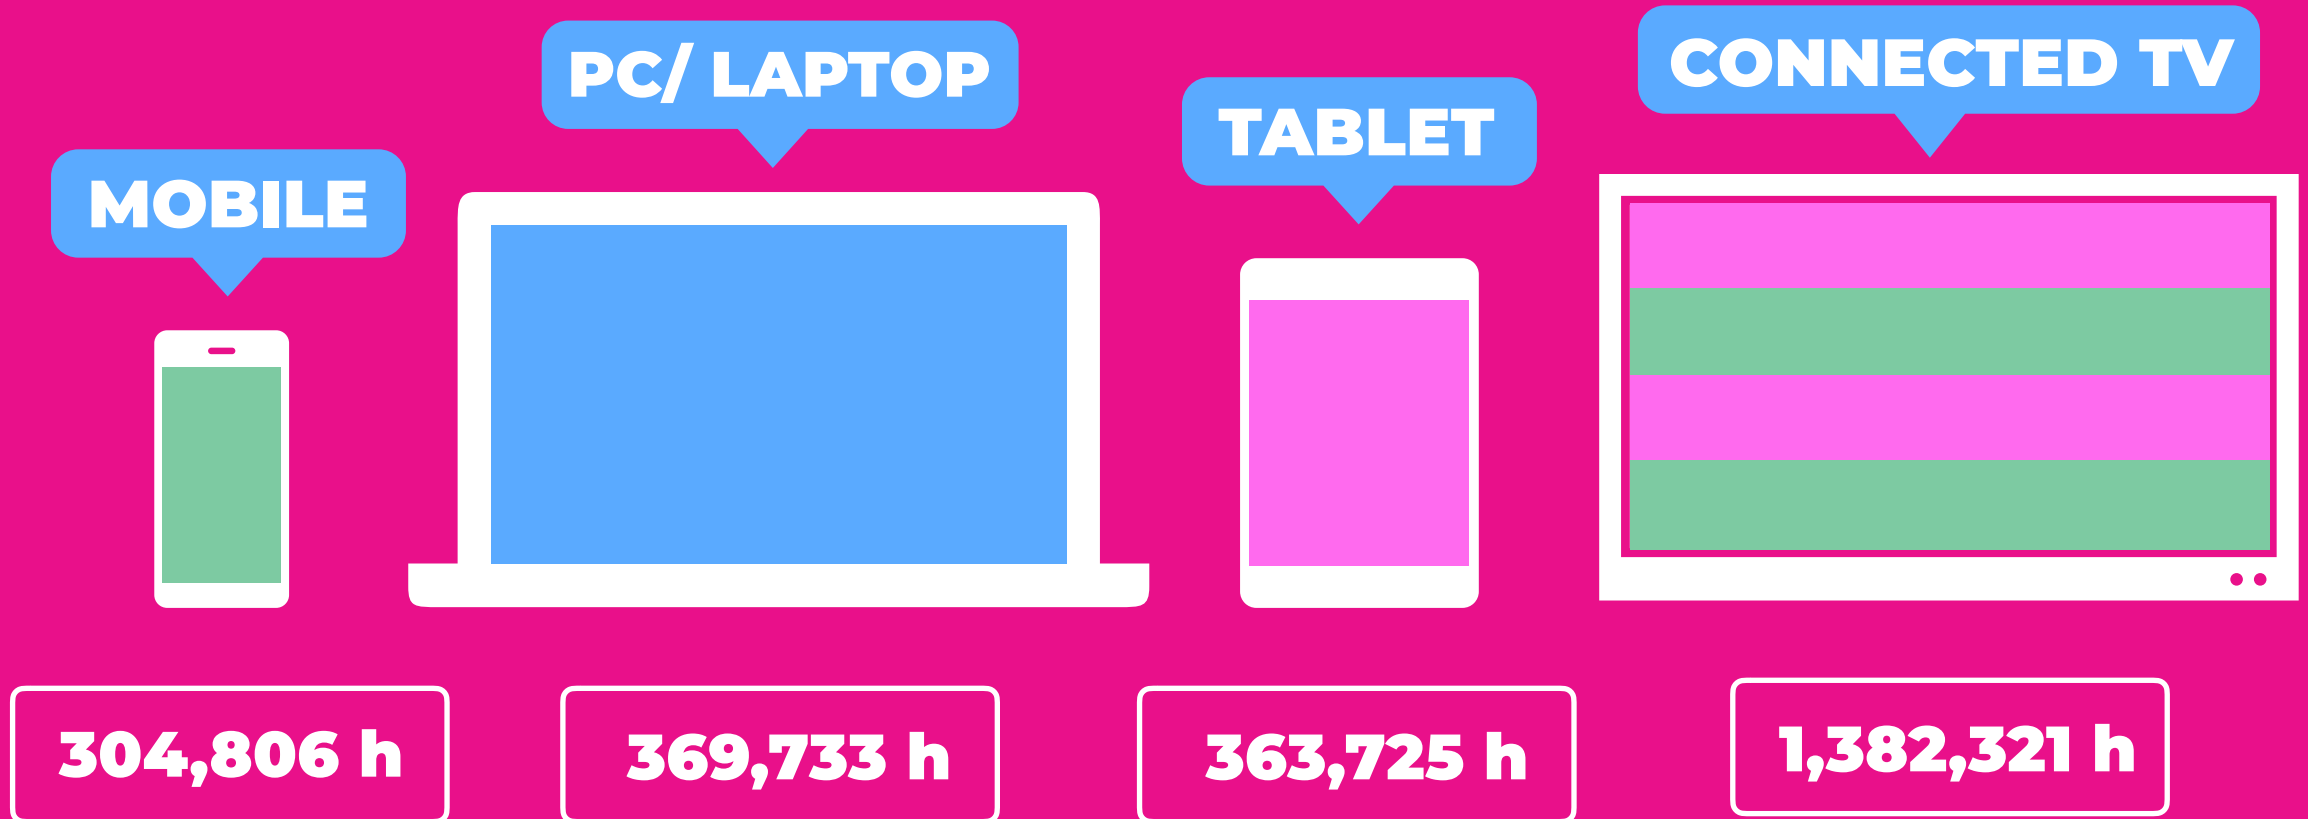 MOBILE
PC/ LAPTOP
TABLET
CONNECTED TV
304,806 h
369,733 h
363,725 h
1,382,321 h